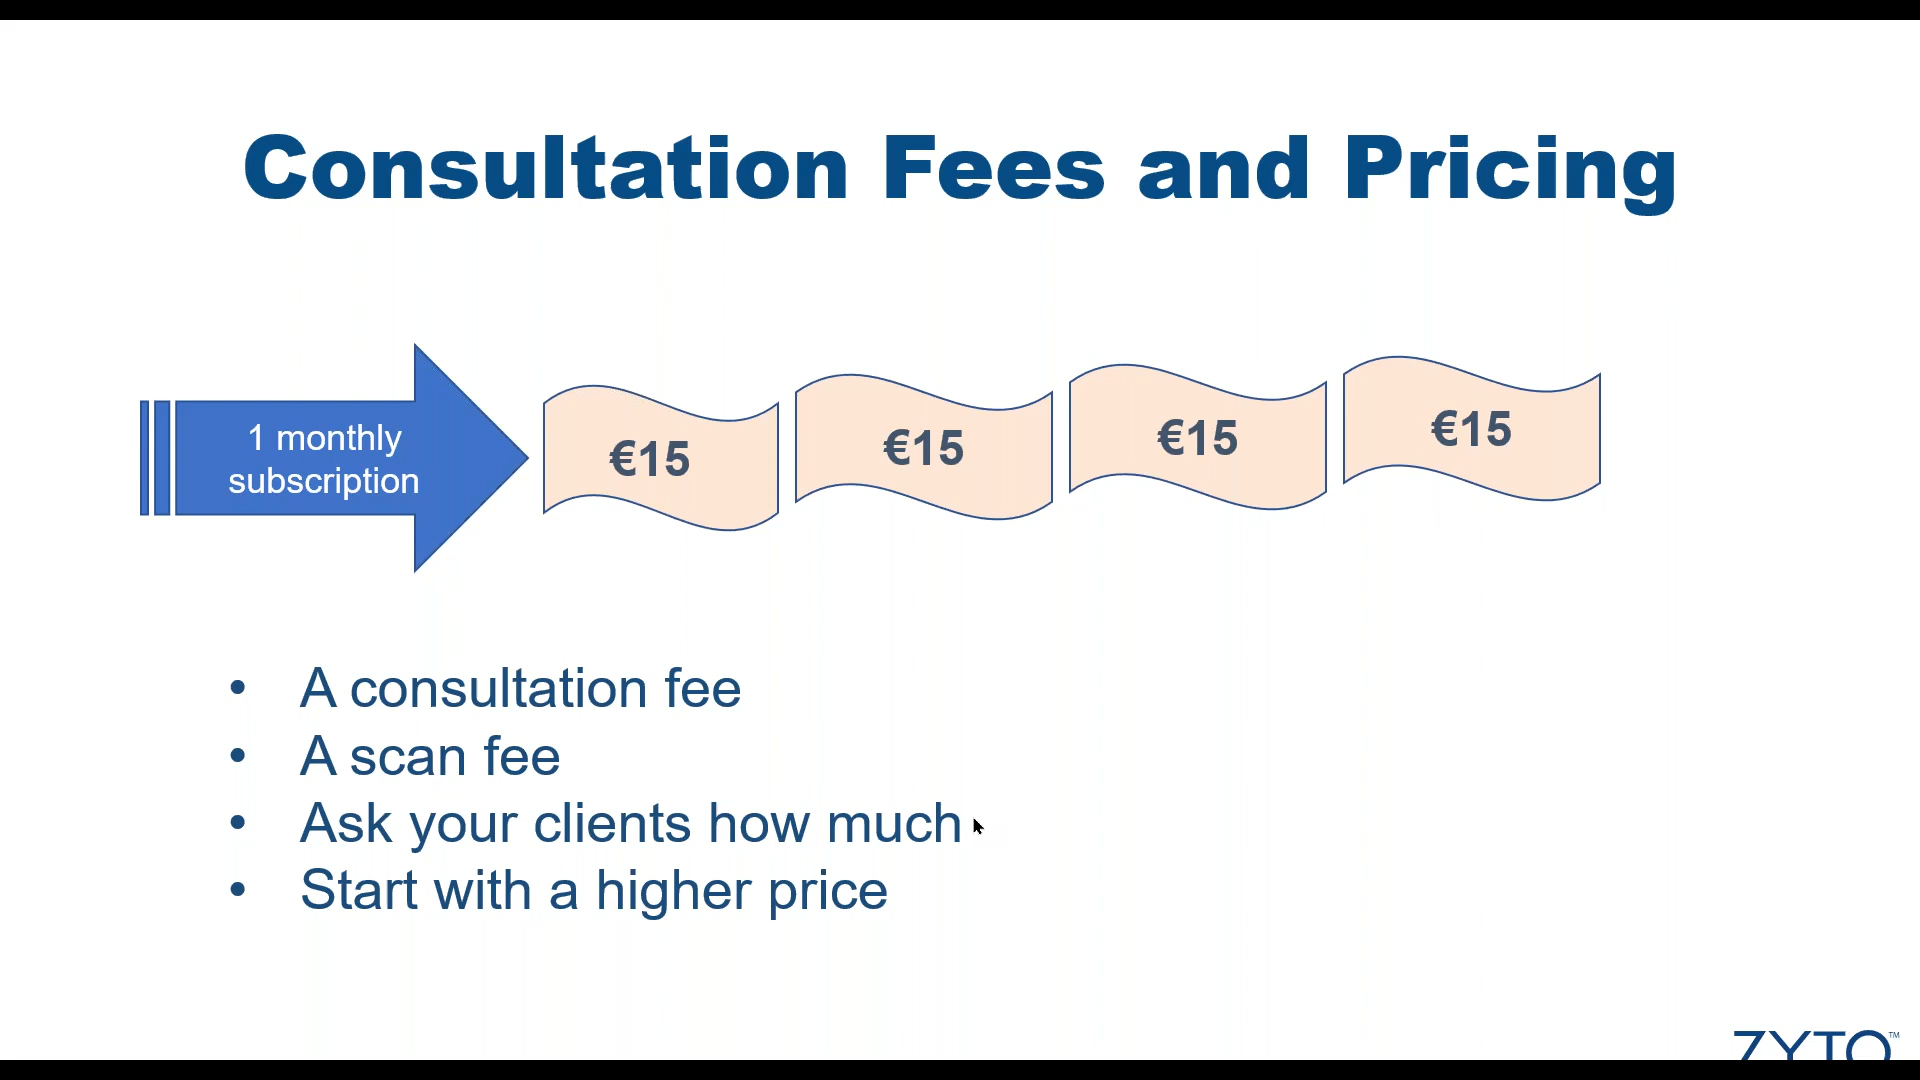 Consultation Fees and Pricing
1 monthly
subscription
€15
€15
€15
€15
• A consultation fee
• A scan fee
• Ask your clients how much
• Start with a higher price
ZYTO™